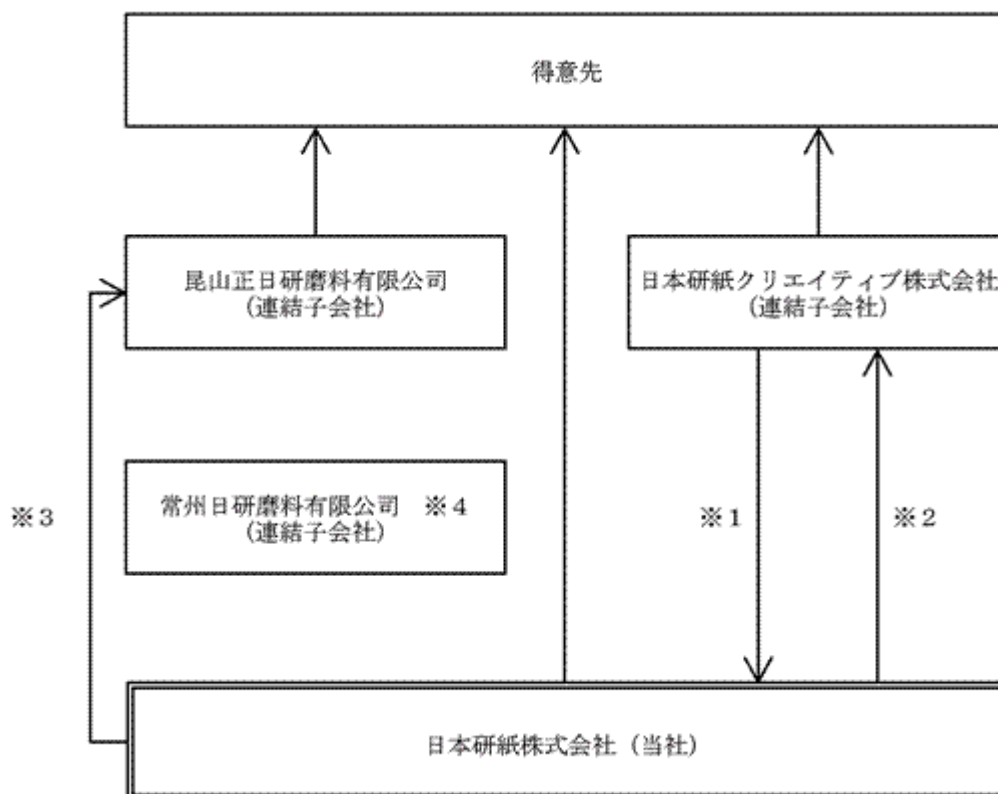 得意先
昆山正日研磨料有限公司
(連結子会社)
日本研紙クリエイティブ株式会社
(連結子会社)
常州日研磨料有限公司 ※4
(連結子会社)
※3
※1
※2
日本研紙株式会社（当社）